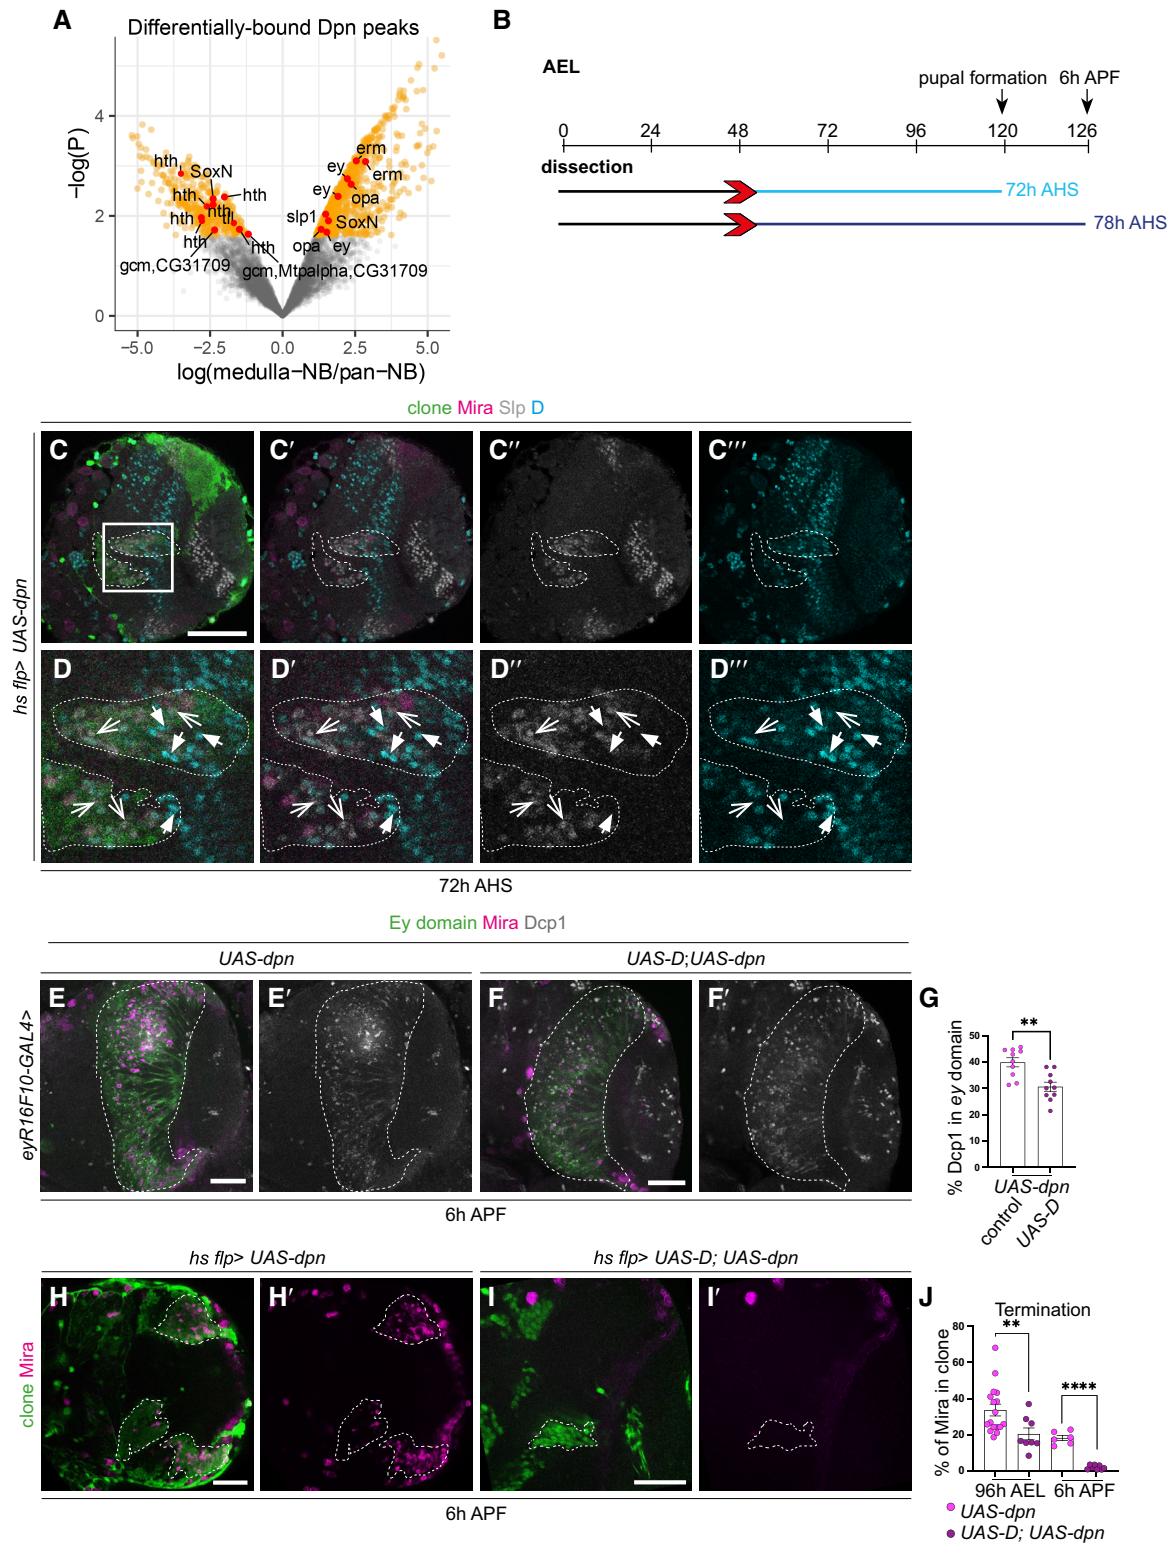 A
Differentially-bound Dpn peaks
−log(P)
4
2
0
−5.0
−2.5
0.0
2.5
5.0
log(medulla−NB/pan−NB)
hth
SoxN
hth
hth
hth
tll
hth
hth
hth
gcm,CG31709
gcm,Mtpalpha,CG31709
erm
erm
ey
ey
opa
slp1
SoxN
opa
ey
B
AEL
pupal formation
6h APF
0 24 48 72 96 120 126
dissection
72h AHS
78h AHS
clone Mira Slp D
hs flp> UAS-dpn
C
C′
C″
C‴
D
D′
D″
D‴
72h AHS
Ey domain Mira Dcp1
UAS-dpn
UAS-D;UAS-dpn
eyR16F10-GAL4>
E
E′
F
F′
6h APF
G
% Dcp1 in ey domain
50
40
30
20
10
0
**
UAS-dpn
control
UAS-D
hs flp> UAS-dpn
hs flp> UAS-D; UAS-dpn
clone Mira
H
H′
I
I′
6h APF
J
Termination
% of Mira in clone
80
60
40
20
0
**
****
96h AEL
6h APF
UAS-dpn
UAS-D; UAS-dpn